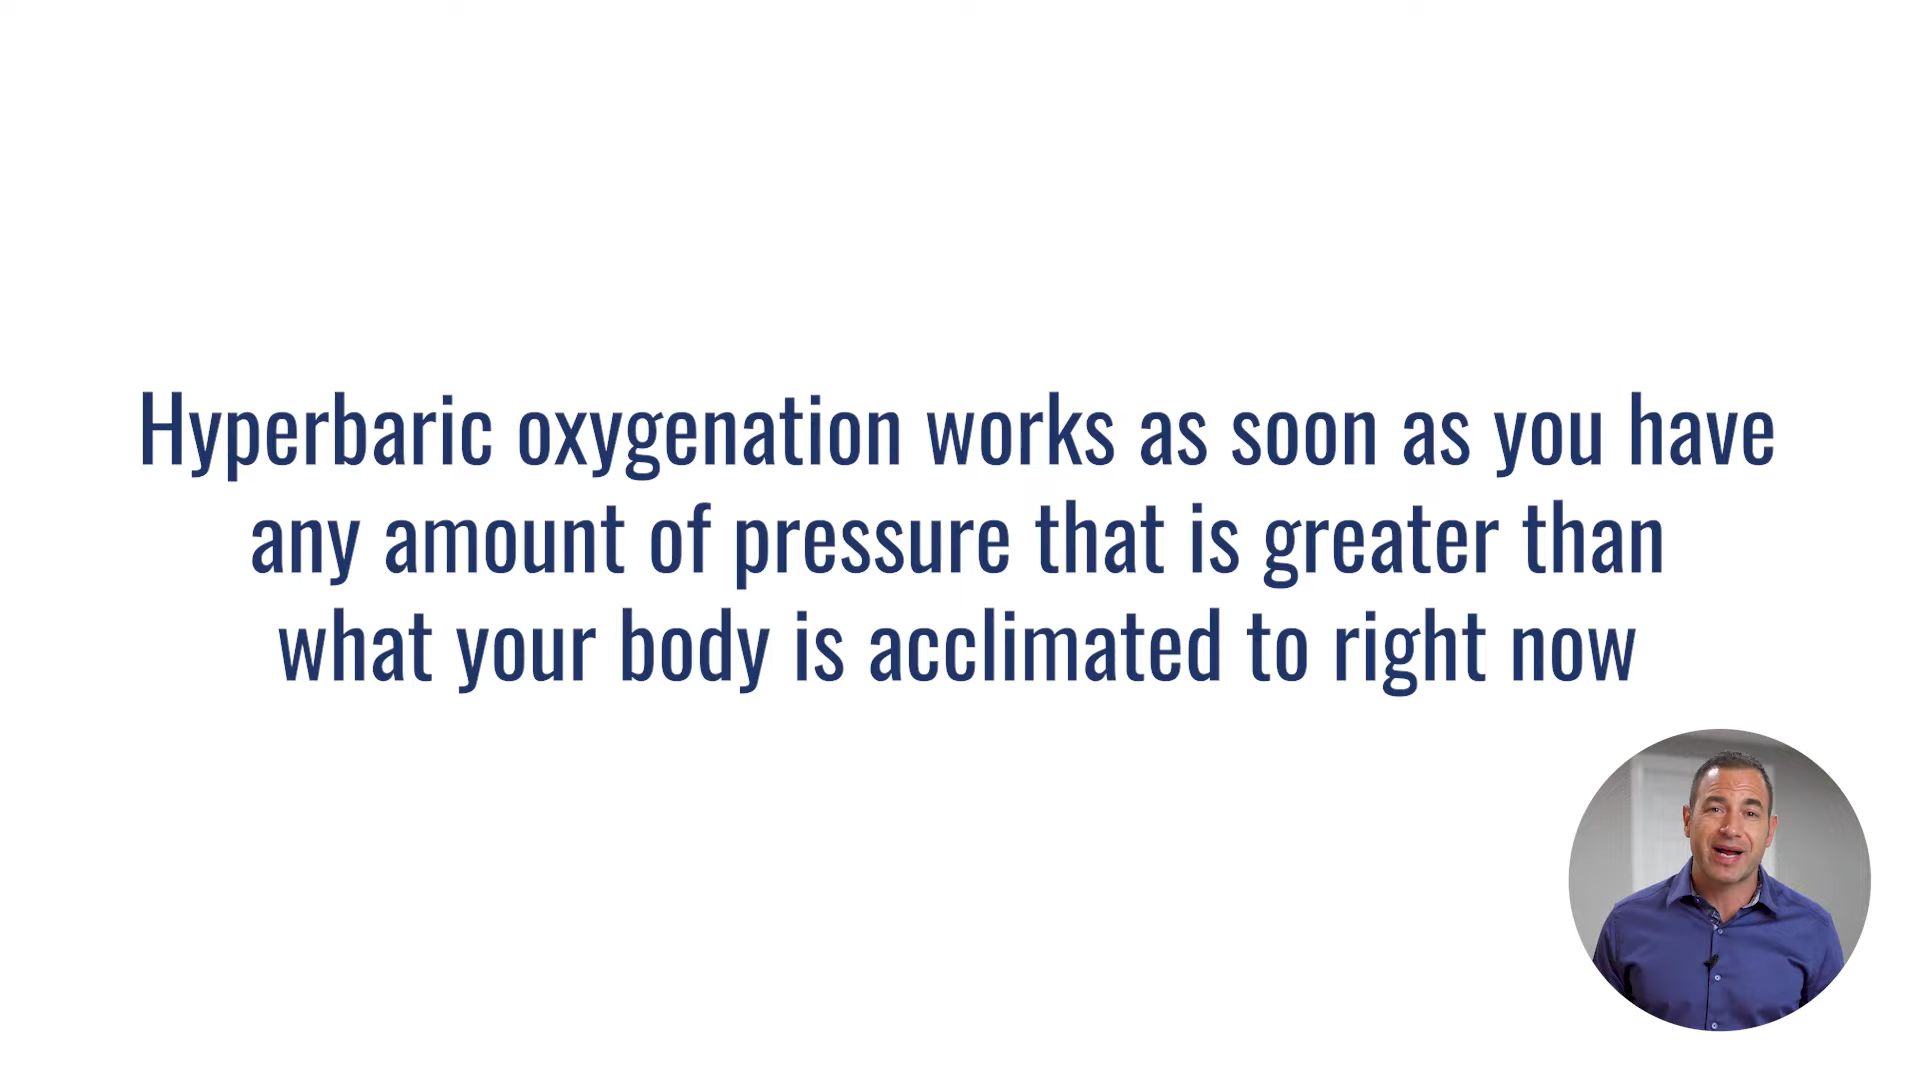 Hyperbaric oxygenation works as soon as you have
any amount of pressure that is greater than
what your body is acclimated to right now